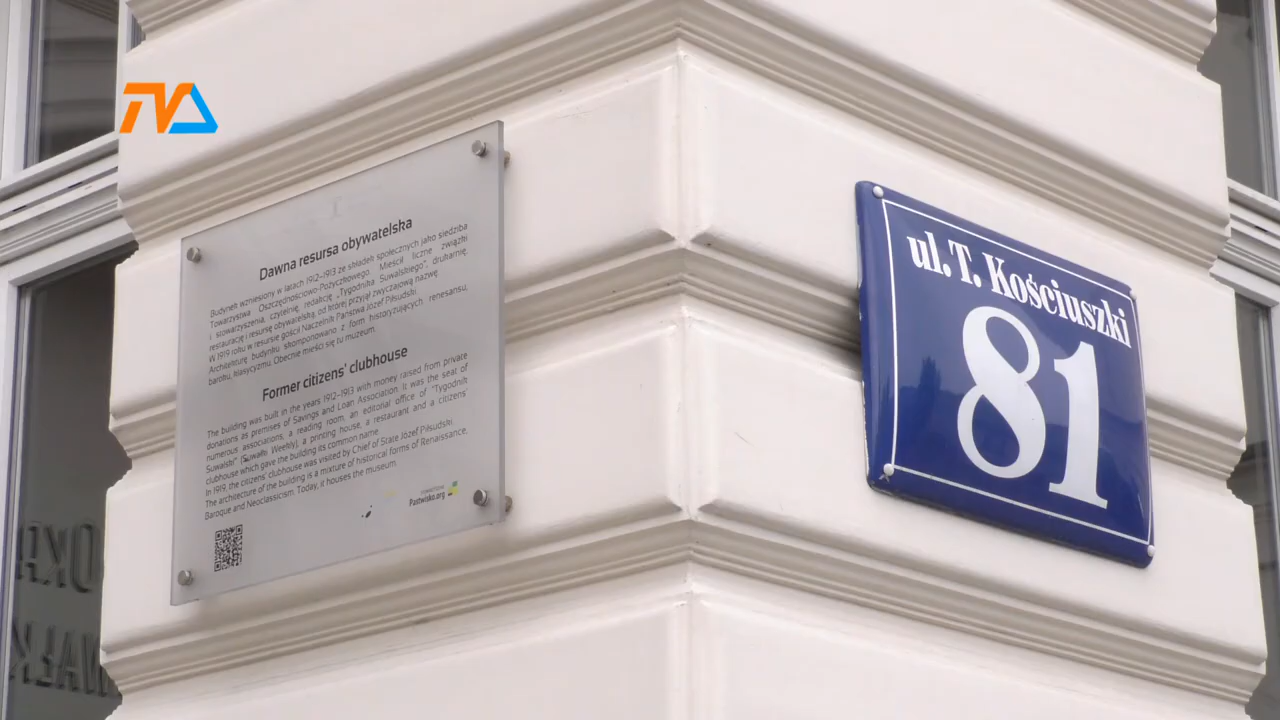 TVA
Dawna resursa obywatelska
Budynek wzniesiony w latach 1912-1913 ze składek społecznych jako siedziba
Towarzystwa Oszczędnościowo-Pożyczkowego. Mieścił liczne związki
i stowarzyszenia, czytelnię, redakcję „Tygodnika Suwalskiego”, drukarnię,
restaurację i resursę obywatelską, od której przyjął zwyczajową nazwę.
W 1919 roku w resursie gościł Naczelnik Państwa Józef Piłsudski.
Architekturę budynku skomponowano z form historyzujących renesansu,
baroku, klasycyzmu. Obecnie mieści się tu muzeum.
Former citizens' clubhouse
The building was built in the years 1912-1913 with money raised from private
donations as premises of Savings and Loan Association. It was the seat of
numerous associations, a reading room, an editorial office of "Tygodnik
Suwalski" (Suwałki Weekly), a printing house, a restaurant and a citizens'
clubhouse which gave the building its common name.
In 1919, the citizens' clubhouse was visited by Chief of State Józef Piłsudski.
The architecture of the building is a mixture of historical forms of Renaissance,
Baroque and Neoclassicism. Today, it houses the museum.
Pastwisko.org
ul. T. Kościuszki
81